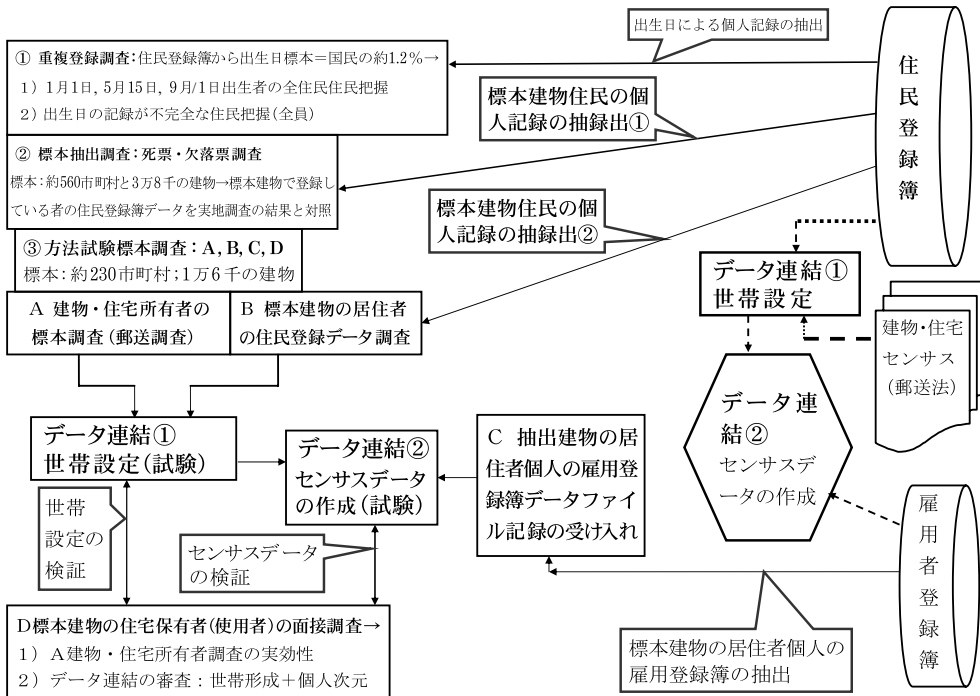 出生日による個人記録の抽出
① 重複登録調査：住民登録簿から出生日標本＝国民の約1.2％→
1）1月1日，5月15日，9月/1日出生者の全住民住民把握
2）出生日の記録が不完全な住民把握（全員）
標本建物住民の個
人記録の抽録出①
住民登録簿
② 標本抽出調査：死票・欠落票調査
標本：約560市町村と3万8千の建物→標本建物で登録し
ている者の住民登録簿データを実地調査の結果と対照
標本建物住民の個
人記録の抽録出②
③ 方法試験標本調査：A，B，C，D
標本：約230市町村；1万6千の建物
データ連結①
世帯設定
A 建物・住宅所有者の
標本調査（郵送調査）
B 標本建物の居住者
の住民登録データ調査
建物・住宅
センサス
（郵送法）
データ連
結②
センサスデ
ータの作成
データ連結①
世帯設定（試験）
データ連結②
センサスデータ
の作成（試験）
C 抽出建物の居
住者個人の雇用登
録簿データファイ
ル記録の受け入れ
雇用者登録簿
世帯
設定の
検証
センサスデータ
の検証
D標本建物の住宅保有者（使用者）の面接調査→
1）A建物・住宅所有者調査の実効性
2）データ連結の審査：世帯形成＋個人次元
標本建物の居住者個人の
雇用登録簿の抽出